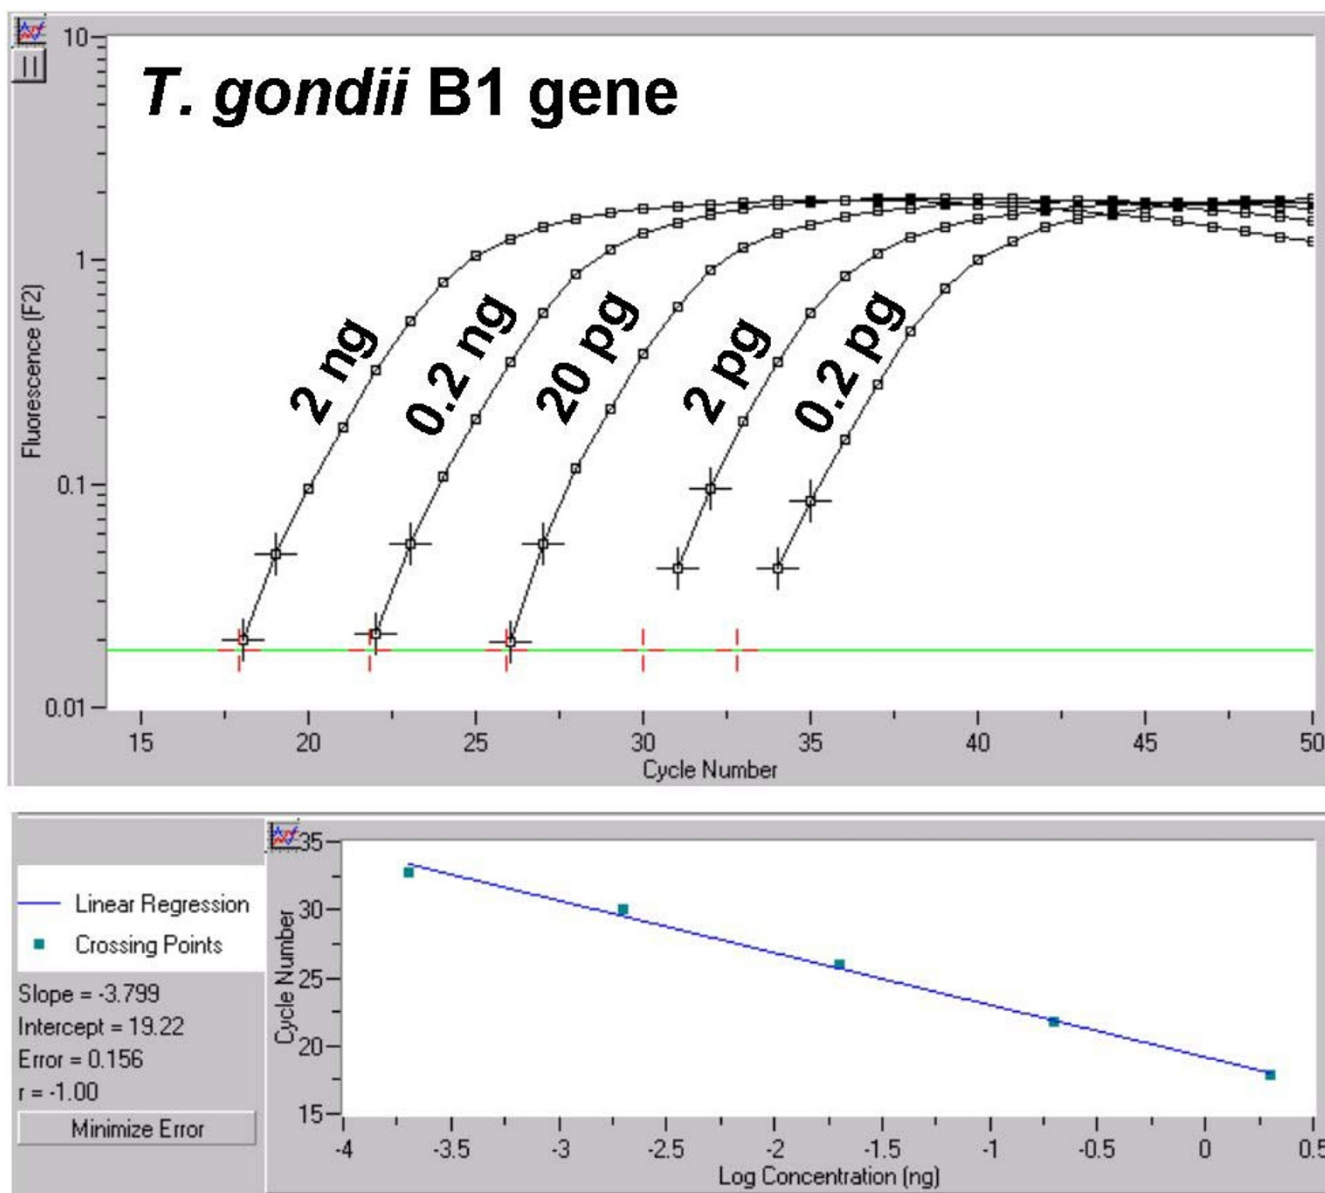 T. gondii B1 gene
10
1
0.1
0.01
Fluorescence (F2)
2 ng
0.2 ng
20 pg
2 pg
0.2 pg
15 20 25 30 35 40 45 50
Cycle Number
Linear Regression
Crossing Points
Slope = -3.799
Intercept = 19.22
Error = 0.156
r = -1.00
Minimize Error
Cycle Number
35
30
25
20
15
-4 -3.5 -3 -2.5 -2 -1.5 -1 -0.5 0 0.5
Log Concentration (ng)